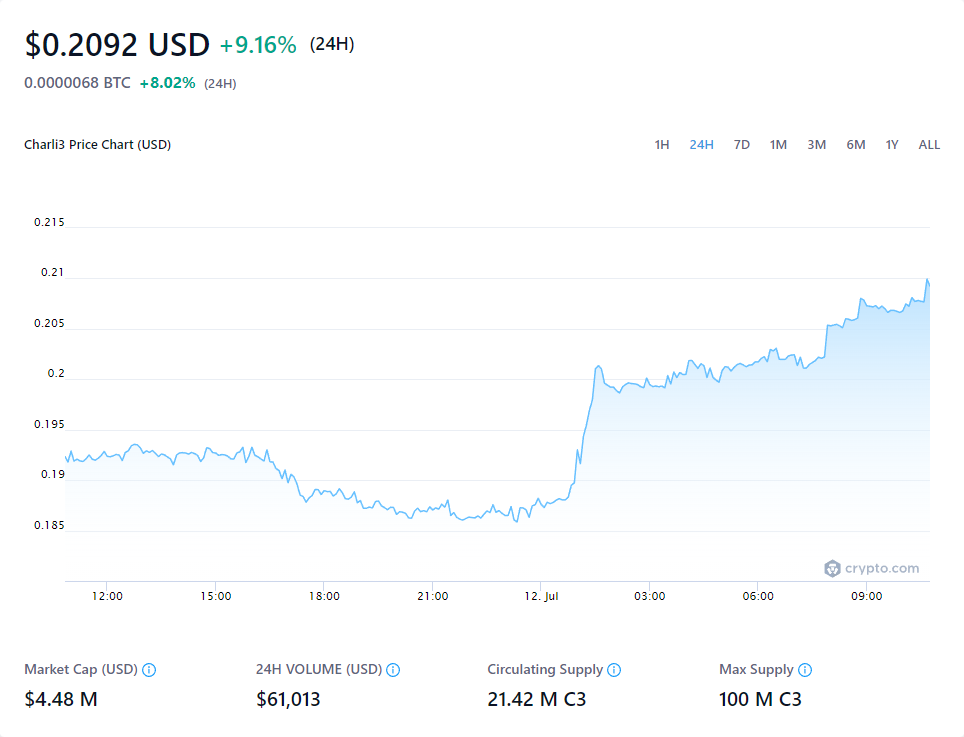 $0.2092 USD +9.16% (24H)
0.0000068 BTC +8.02% (24H)
Charli3 Price Chart (USD) 1H 24H 7D 1M 3M 6M 1Y ALL
0.215
0.21
0.205
0.2
0.195
0.19
0.185
crypto.com
12:00 15:00 18:00 21:00 12. Jul 03:00 06:00 09:00
Market Cap (USD) 24H VOLUME (USD) Circulating Supply Max Supply
$4.48 M $61,013 21.42 M C3 100 M C3